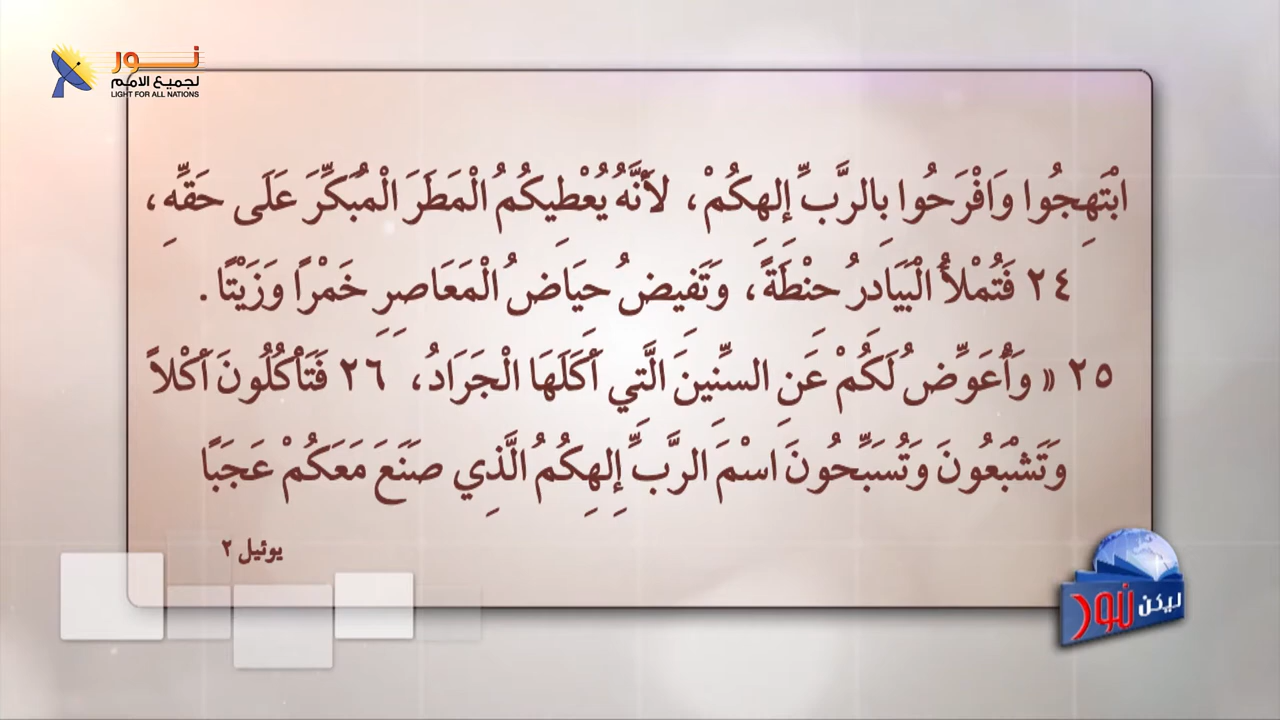 نور
لجميع الامم
LIGHT FOR ALL NATIONS
ابْتَهِجُوا وَافْرَحُوا بِالرَّبِّ إِلهِكُمْ، لأَنَّهُ يُعْطِيكُمُ الْمَطَرَ الْمُبَكِّرَ عَلَى حَقِّهِ،
٢٤ فَتُمْلأُ الْبَيَادِرُ حِنْطَةً، وَتَفِيضُ حِيَاضُ الْمَعَاصِرِ خَمْرًا وَزَيْتًا.
٢٥ « وَأُعَوِّضُ لَكُمْ عَنِ السِّنِينَ الَّتِي أَكَلَهَا الْجَرَادُ، ٢٦ فَتَأْكُلُونَ أَكْلاً
وَتَشْبَعُونَ وَتُسَبِّحُونَ اسْمَ الرَّبِّ إِلهِكُمُ الَّذِي صَنَعَ مَعَكُمْ عَجَبًا
يوئيل ٢
ليكن نور